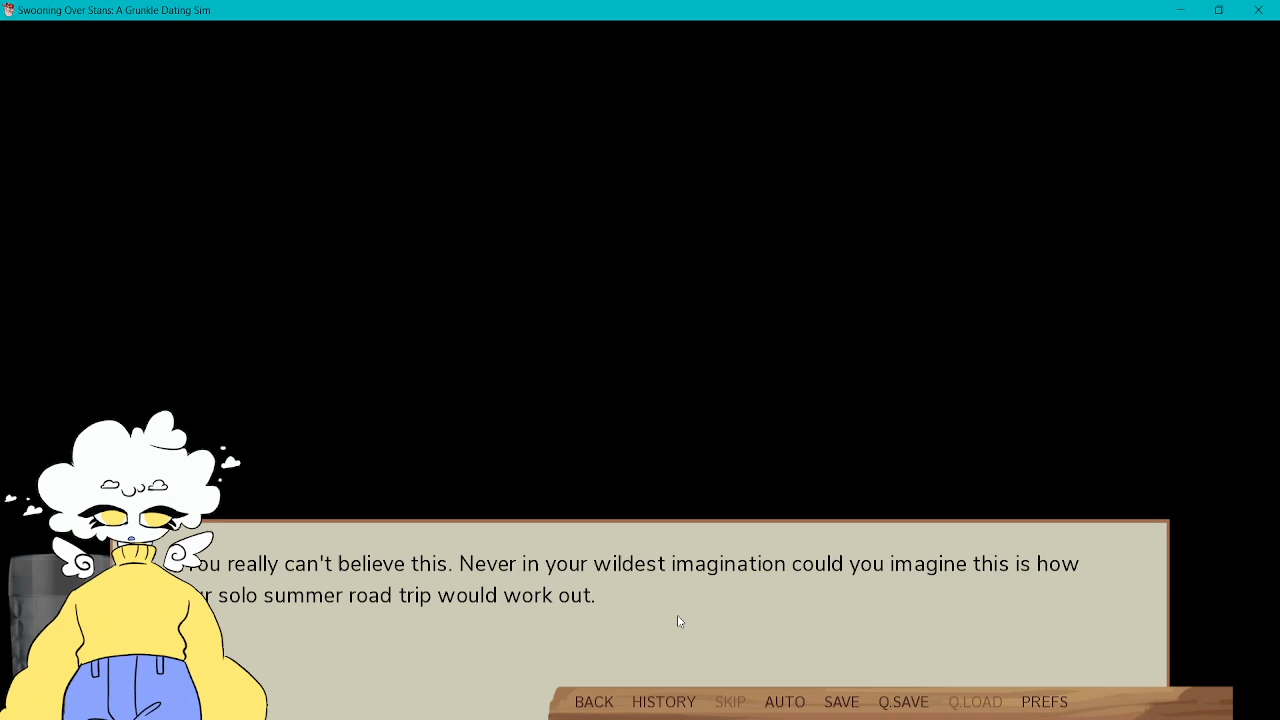 Swooning Over Stans: A Grunkle Dating Sim
really can't believe this. Never in your wildest imagination could you imagine this is how
solo summer road trip would work out.
BACK HISTORY SKIP AUTO SAVE Q.SAVE Q.LOAD PREFS